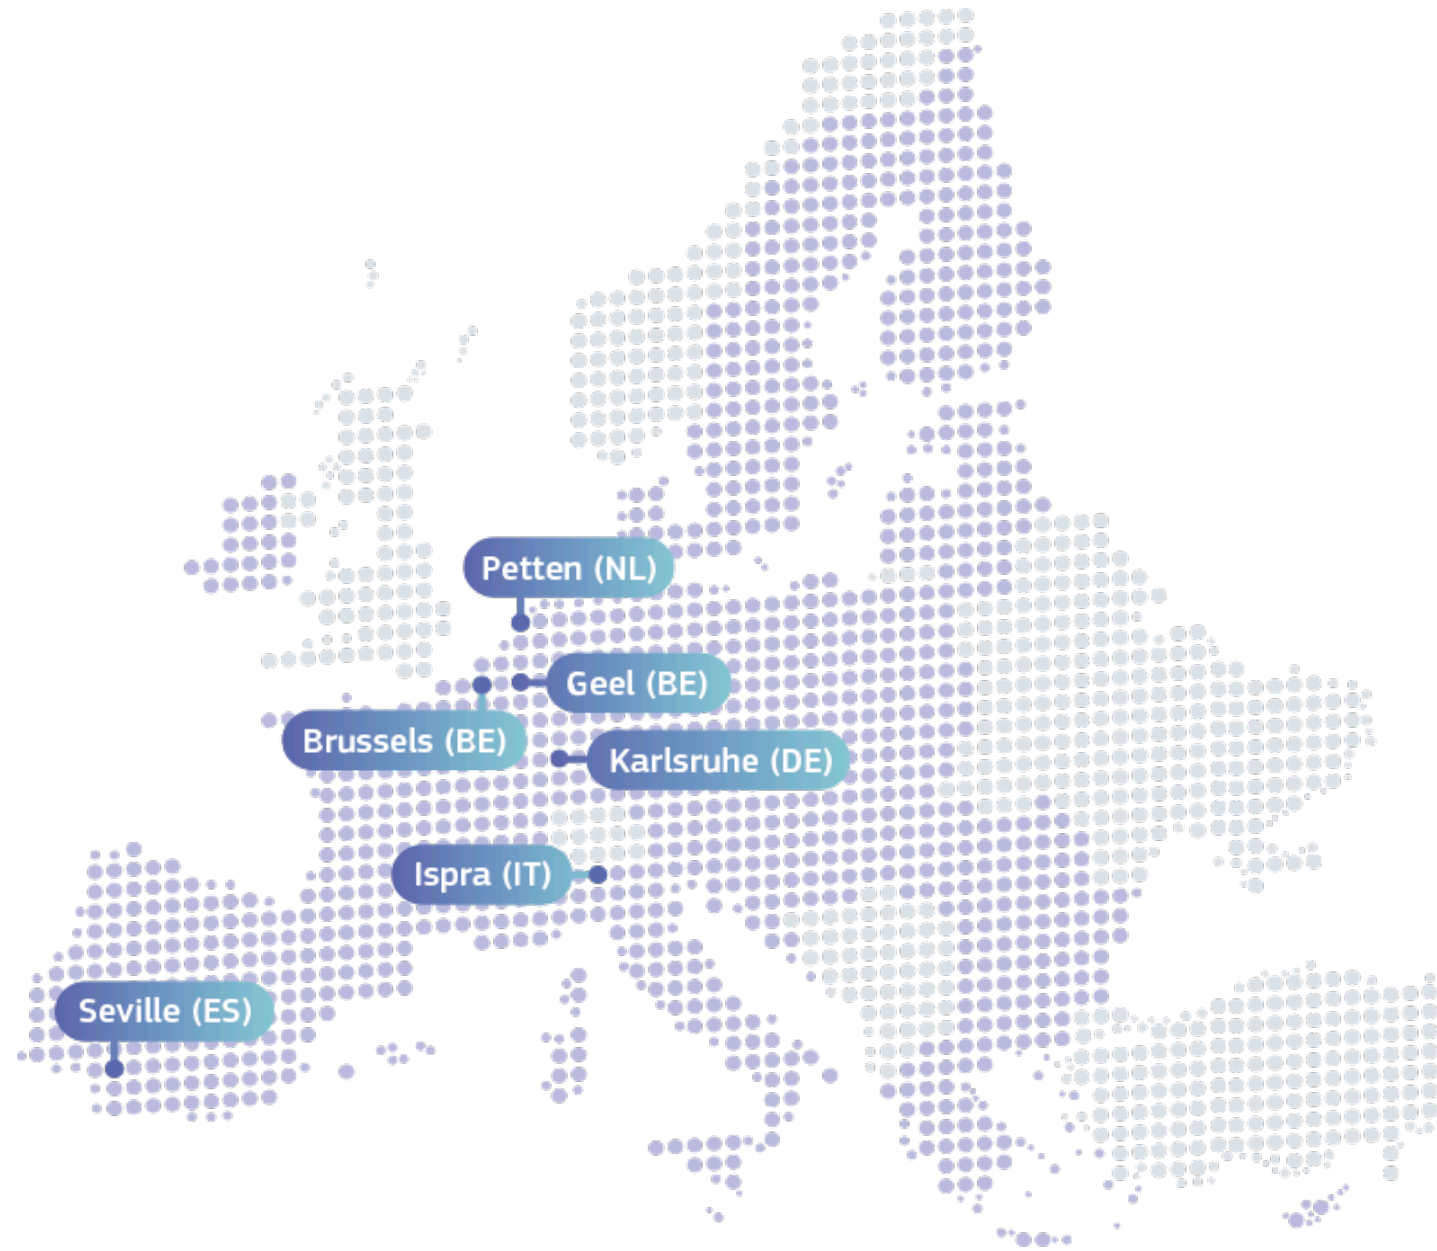 Petten (NL)
Geel (BE)
Brussels (BE)
Karlsruhe (DE)
Ispra (IT)
Seville (ES)